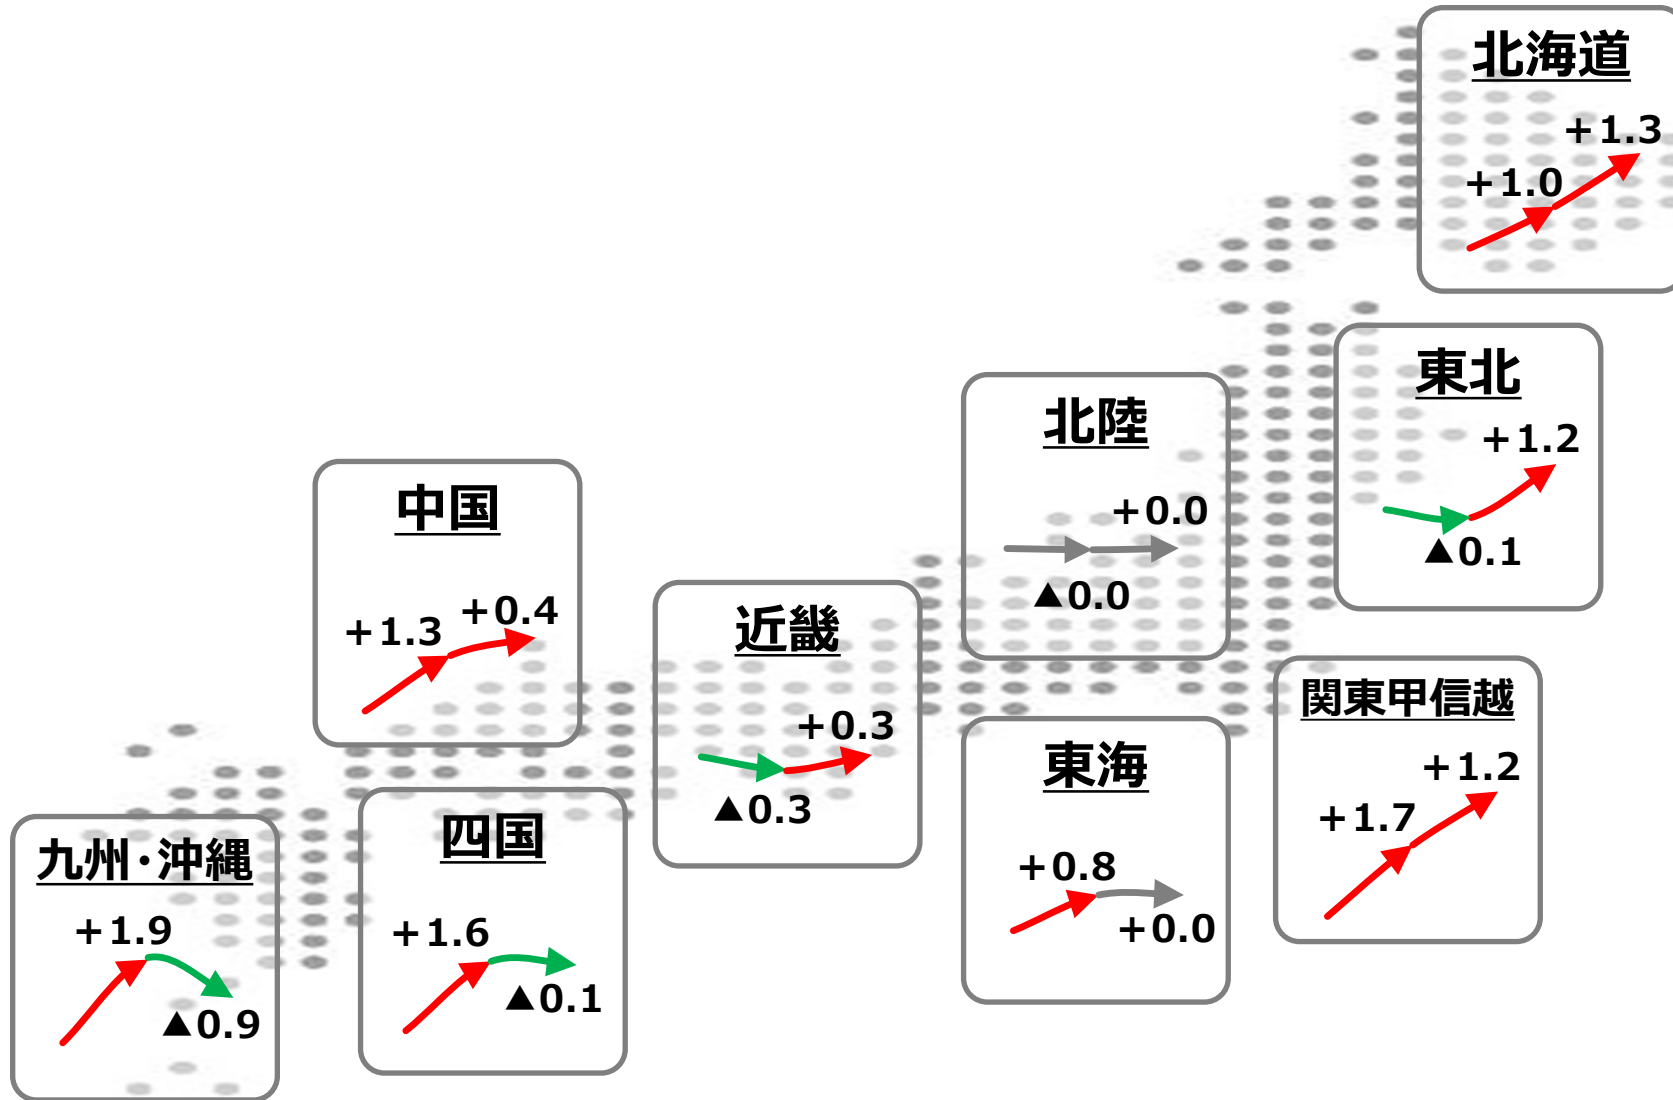 北海道
+1.3
+1.0
東北
+1.2
▲0.1
北陸
+0.0
▲0.0
中国
+0.4
+1.3
近畿
+0.3
▲0.3
関東甲信越
+1.2
+1.7
東海
+0.8
+0.0
四国
+1.6
▲0.1
九州・沖縄
+1.9
▲0.9